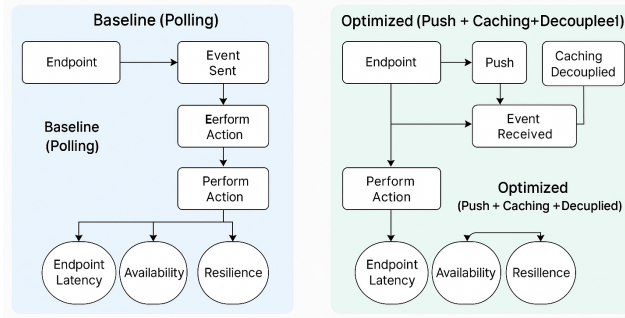 Baseline (Polling)
Endpoint
Event
Sent
Baseline
(Polling)
Eerform
Action
Perform
Action
Endpoint
Latency
Availability
Resilience
Optimized (Push + Caching+Decouplee1)
Endpoint
Push
Caching
Decouplied
Event
Received
Perform
Action
Optimized
(Push + Caching +Decuplied)
Endpoint
Latency
Availability
Resilience